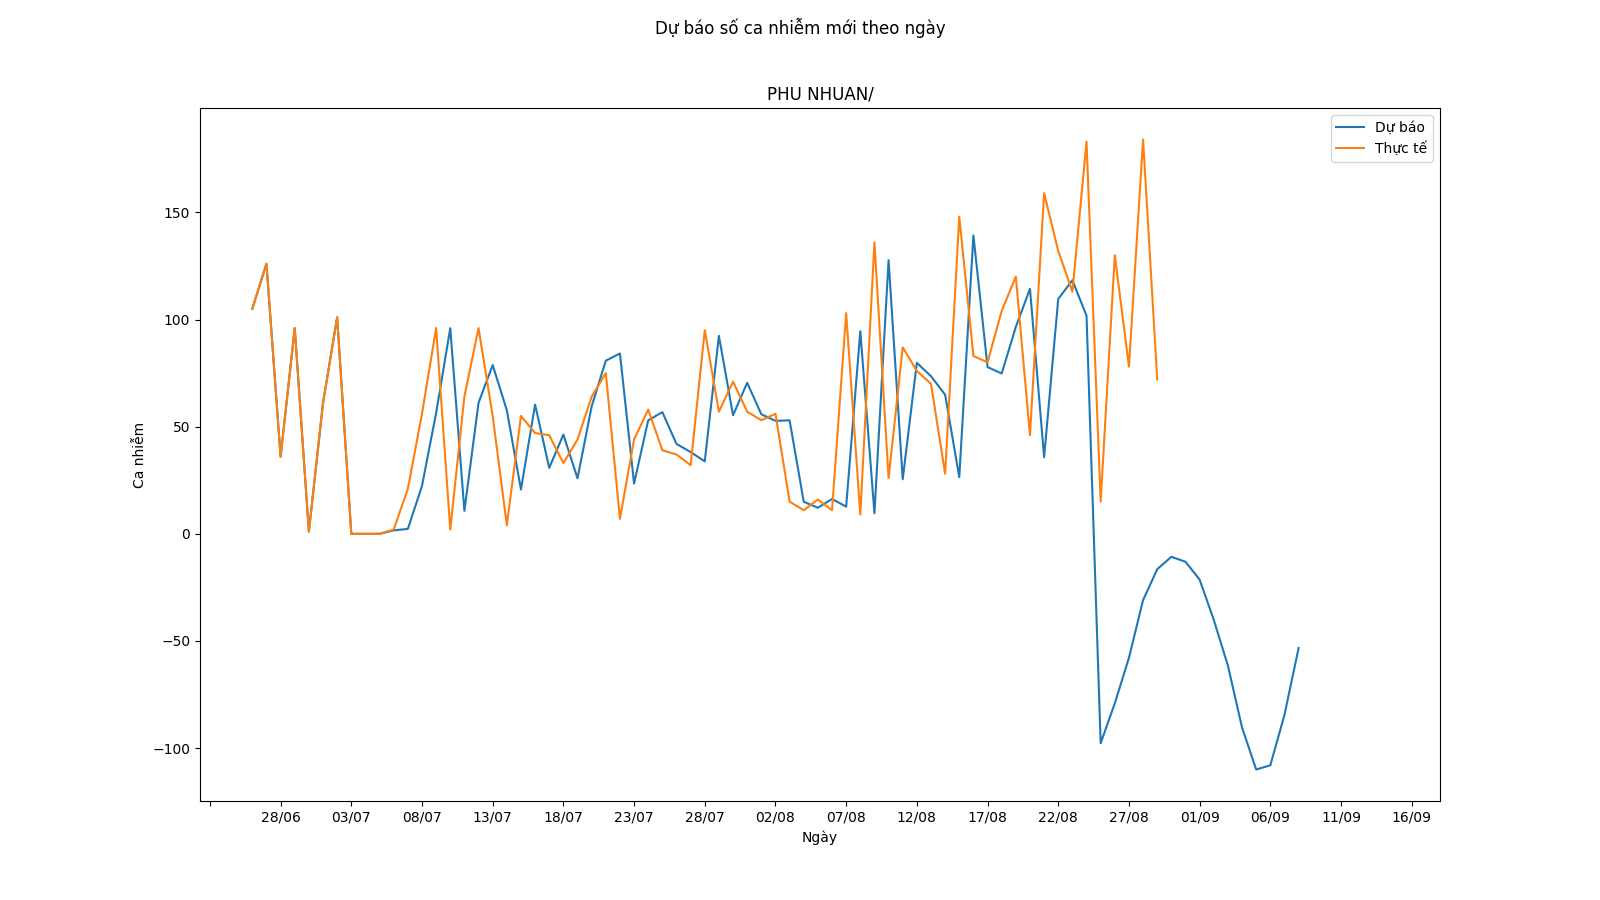 Dự báo số ca nhiễm mới theo ngày
PHU NHUAN/
Dự báo
Thực tế
150
100
50
0
−50
−100
Ca nhiễm
28/06 03/07 08/07 13/07 18/07 23/07 28/07 02/08 07/08 12/08 17/08 22/08 27/08 01/09 06/09 11/09 16/09
Ngày